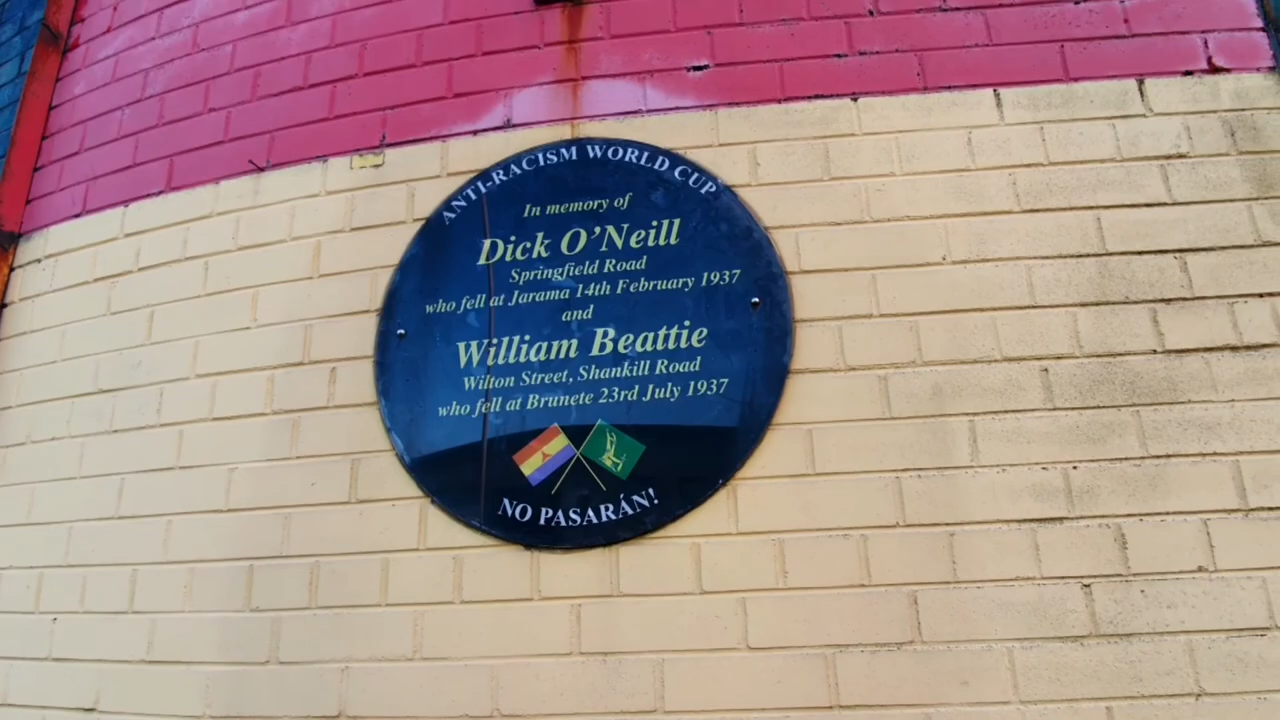 ANTI-RACISM WORLD CUP
In memory of
Dick O'Neill
Springfield Road
who fell at Jarama 14th February 1937
and
William Beattie
Wilton Street, Shankill Road
who fell at Brunete 23rd July 1937
NO PASARÁN!